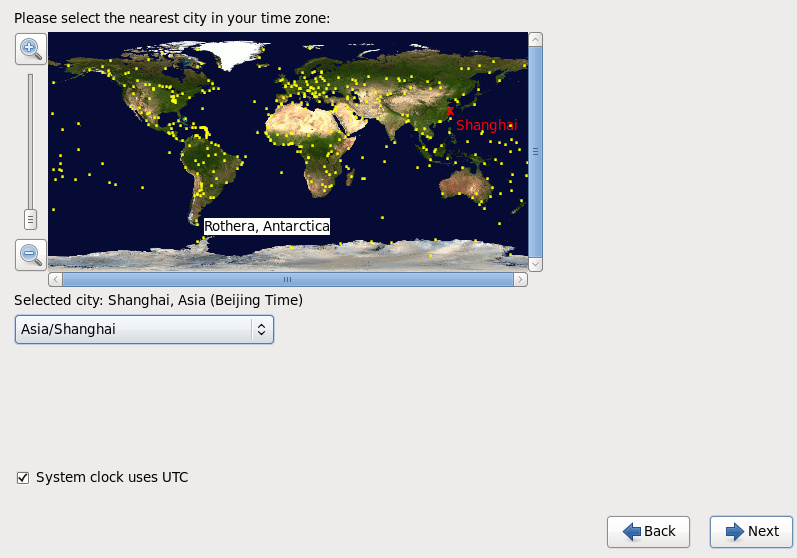 Please select the nearest city in your time zone:
Shanghai
Rothera, Antarctica
Selected city: Shanghai, Asia (Beijing Time)
Asia/Shanghai
System clock uses UTC
Back
Next